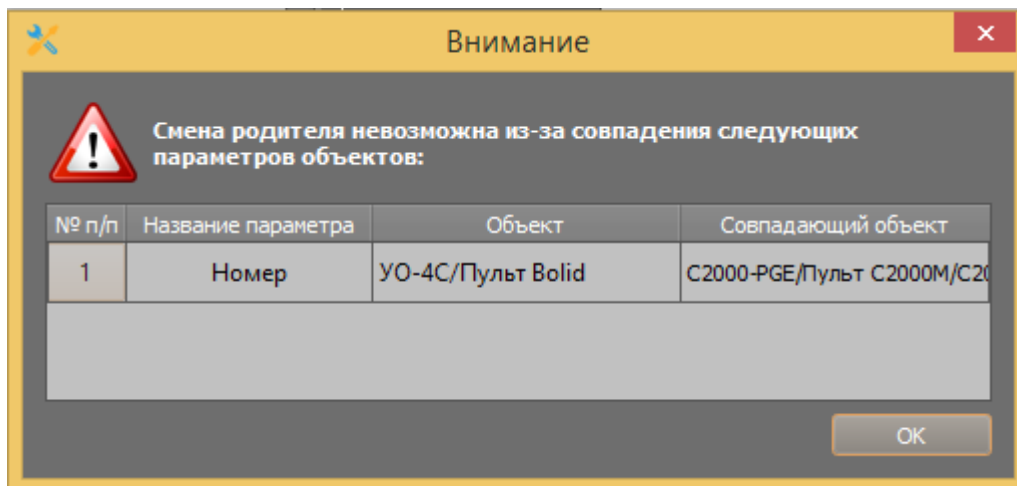 Внимание
Смена родителя невозможна из-за совпадения следующих
параметров объектов:
№ п/п Название параметра Объект Совпадающий объект
1 Номер УО-4С/Пульт Bolid С2000-PGE/Пульт С2000М/С20
OK